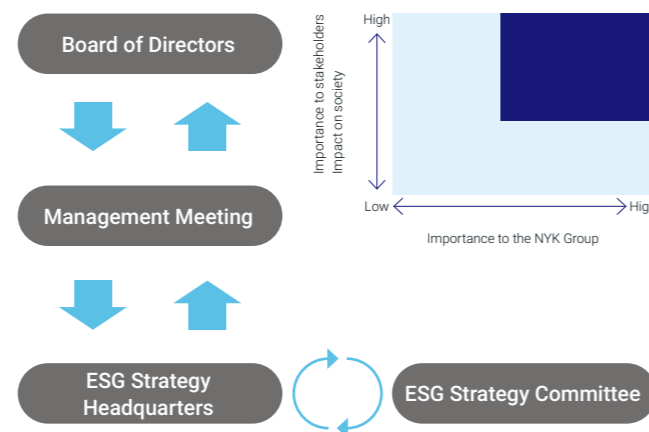 Board of Directors
Management Meeting
ESG Strategy
Headquarters
ESG Strategy Committee
High
Importance to stakeholders
Impact on society
Low
Hig
Importance to the NYK Group